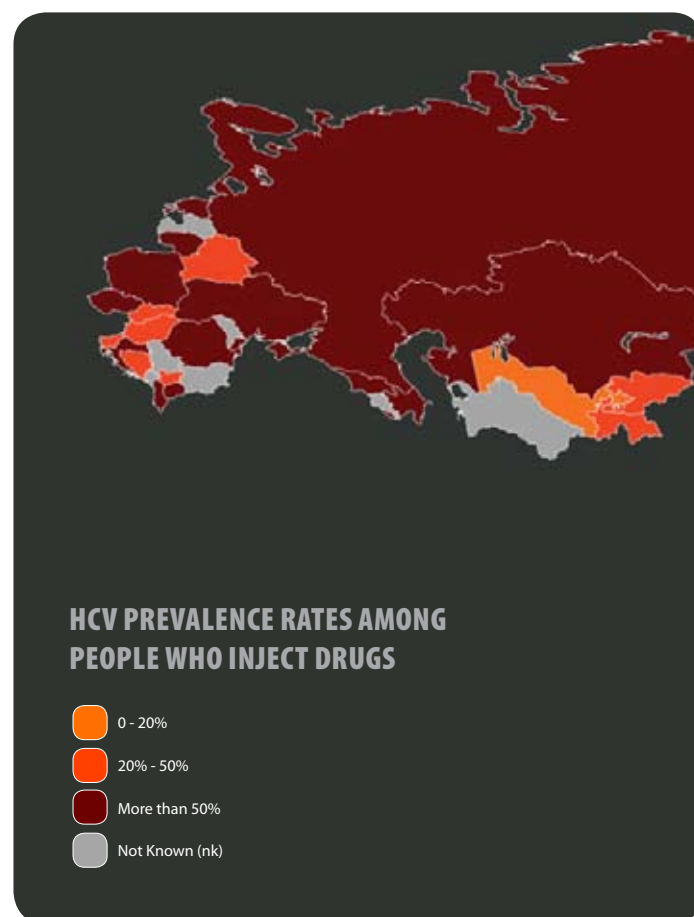 HCV PREVALENCE RATES AMONG
PEOPLE WHO INJECT DRUGS
0 - 20%
20% - 50%
More than 50%
Not Known (nk)